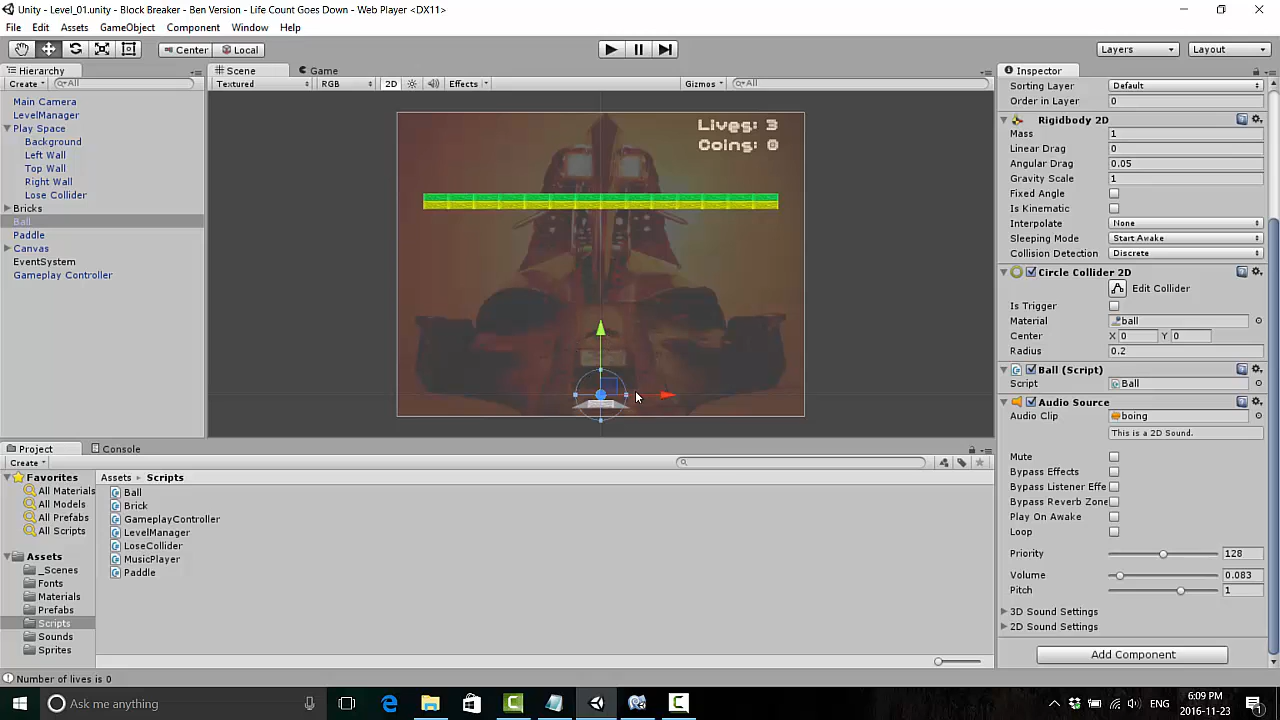 Unity - Level_01.unity - Block Breaker - Ben Version - Life Count Goes Down - Web Player <DX11>
File Edit Assets GameObject Component Window Help
Center Local Layers Layout
Hierarchy
Create All
Main Camera
LevelManager
Play Space
Background
Left Wall
Top Wall
Right Wall
Lose Collider
Bricks
Ball
Paddle
Canvas
EventSystem
Gameplay Controller
Scene Game
Textured RGB 2D Effects Gizmos All
Lives: 3
Coins: 0
Inspector
Sorting Layer Default
Order in Layer 0
Rigidbody 2D
Mass 1
Linear Drag 0
Angular Drag 0.05
Gravity Scale 1
Fixed Angle
Is Kinematic
Interpolate None
Sleeping Mode Start Awake
Collision Detection Discrete
Circle Collider 2D
Edit Collider
Is Trigger
Material ball
Center X 0 Y 0
Radius 0.2
Ball (Script)
Script Ball
Audio Source
Audio Clip boing
This is a 2D Sound.
Mute
Bypass Effects
Bypass Listener Effe
Bypass Reverb Zone
Play On Awake
Loop
Priority 128
Volume 0.083
Pitch 1
3D Sound Settings
2D Sound Settings
Add Component
Project Console
Create
Favorites
All Materials
All Models
All Prefabs
All Scripts
Assets
_Scenes
Fonts
Materials
Prefabs
Scripts
Sounds
Sprites
Assets Scripts
Ball
Brick
GameplayController
LevelManager
LoseCollider
MusicPlayer
Paddle
Number of lives is 0
Ask me anything
6:09 PM
ENG
2016-11-23